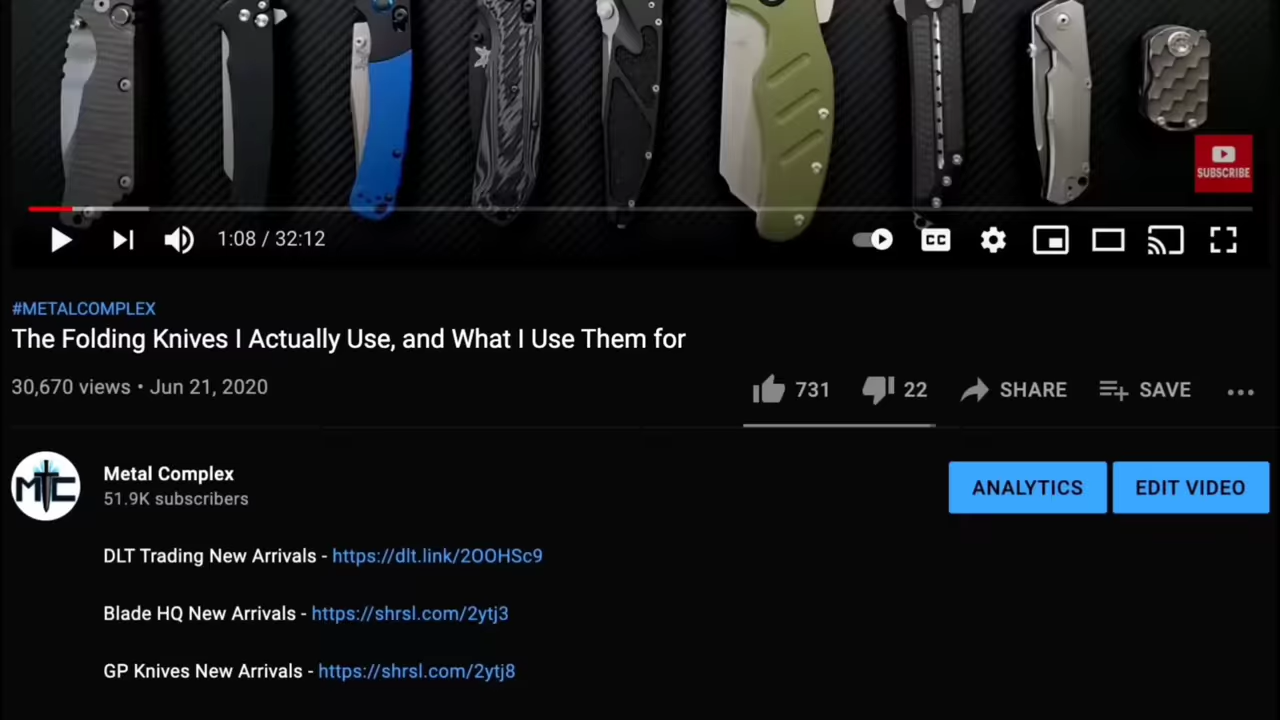 SUBSCRIBE
1:08 / 32:12
CC
#METALCOMPLEX
The Folding Knives I Actually Use, and What I Use Them for
30,670 views • Jun 21, 2020
731
22
SHARE
SAVE
MTC
Metal Complex
51.9K subscribers
ANALYTICS
EDIT VIDEO
DLT Trading New Arrivals - https://dlt.link/2OOHSc9
Blade HQ New Arrivals - https://shrsl.com/2ytj3
GP Knives New Arrivals - https://shrsl.com/2ytj8